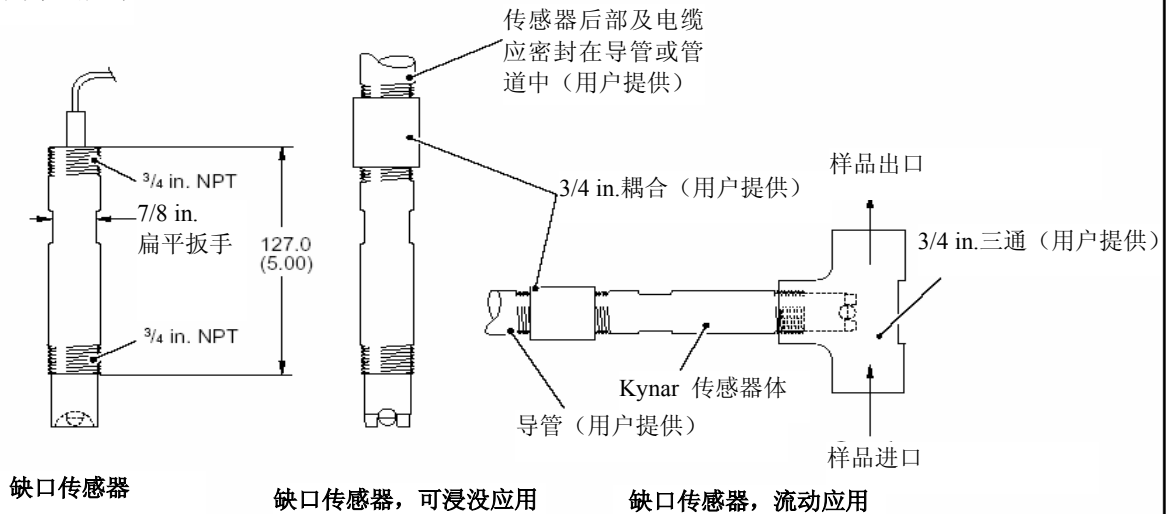 传感器后部及电缆
应密封在导管或管
道中（用户提供）
3/4 in. NPT
7/8 in.
扁平扳手
127.0
(5.00)
3/4 in. NPT
3/4 in.耦合（用户提供）
样品出口
3/4 in.三通（用户提供）
Kynar 传感器体
导管（用户提供）
样品进口
缺口传感器
缺口传感器，可浸没应用
缺口传感器，流动应用